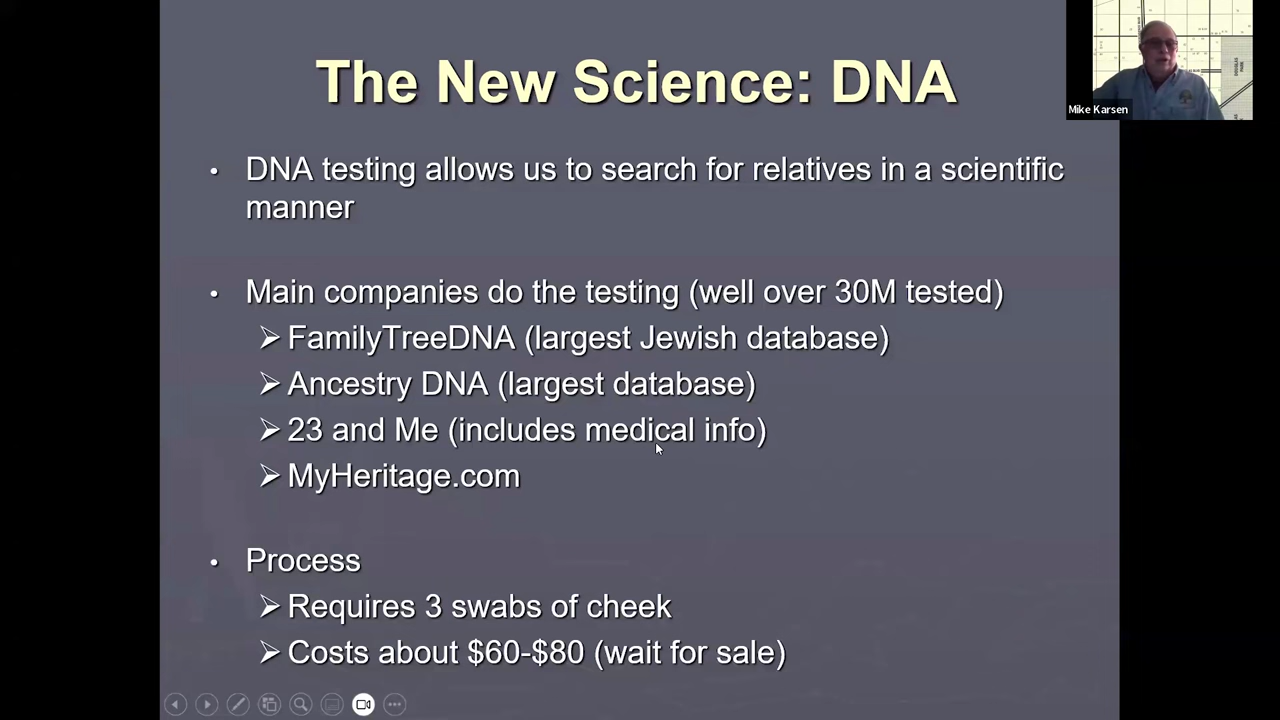 The New Science: DNA
Mike Karsen
• DNA testing allows us to search for relatives in a scientific
manner
• Main companies do the testing (well over 30M tested)
➢ FamilyTreeDNA (largest Jewish database)
➢ Ancestry DNA (largest database)
➢ 23 and Me (includes medical info)
➢ MyHeritage.com
• Process
➢ Requires 3 swabs of cheek
➢ Costs about $60-$80 (wait for sale)